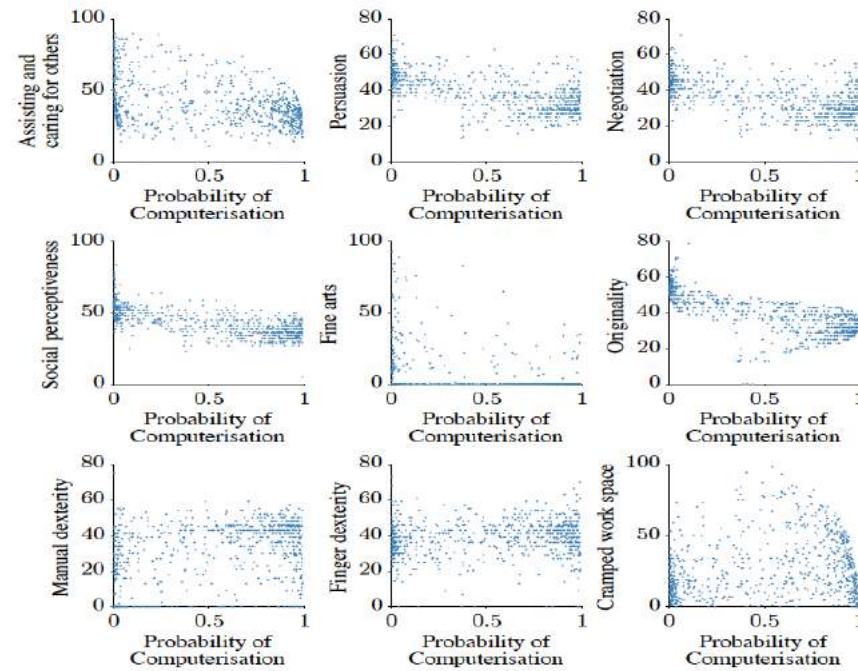 100
50
0
Assisting and
caring for others
0
0.5
1
Probability of
Computerisation
80
60
40
20
0
Persuasion
0
0.5
1
Probability of
Computerisation
80
60
40
20
0
Negotiation
0
0.5
1
Probability of
Computerisation
100
50
0
Social perceptiveness
0
0.5
1
Probability of
Computerisation
100
50
0
Fine arts
0
0.5
1
Probability of
Computerisation
80
60
40
20
0
Originality
0
0.5
1
Probability of
Computerisation
80
60
40
20
0
Manual dexterity
0
0.5
1
Probability of
Computerisation
80
60
40
20
0
Finger dexterity
0
0.5
1
Probability of
Computerisation
100
50
0
Cramped work space
0
0.5
1
Probability of
Computerisation